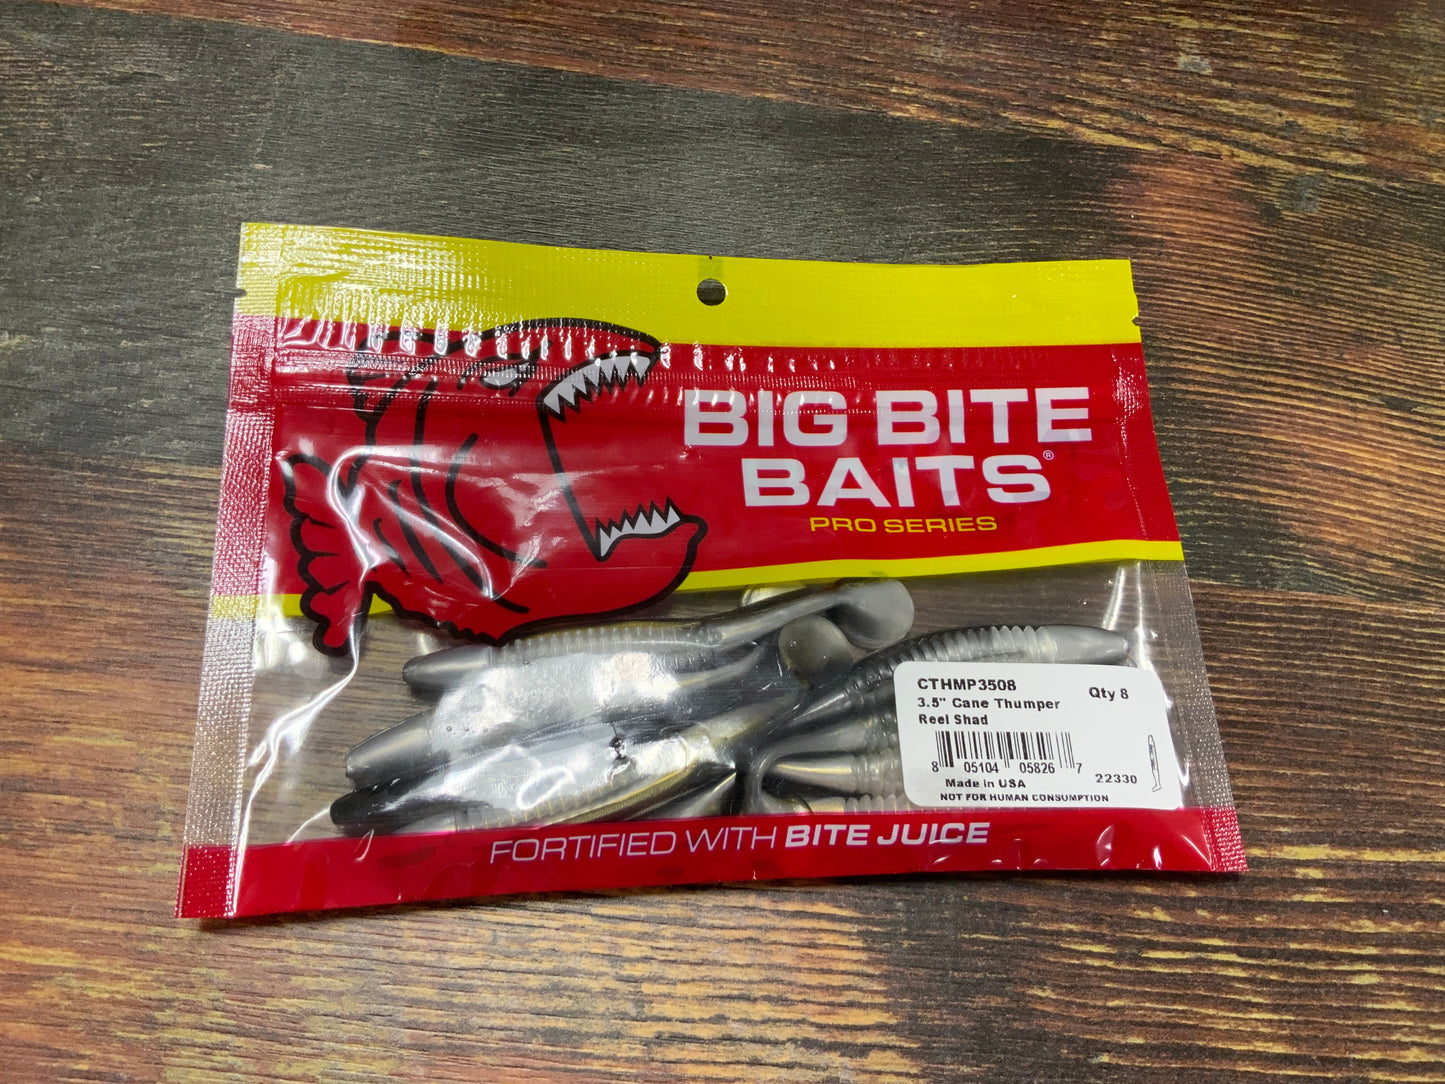 BIG BITE
BAITS®
PRO SERIES
CTHMP3508 Qty 8
3.5" Cane Thumper
Reel Shad
8 05104 05826 7
Made in USA 22330
NOT FOR HUMAN CONSUMPTION
FORTIFIED WITH BITE JUICE